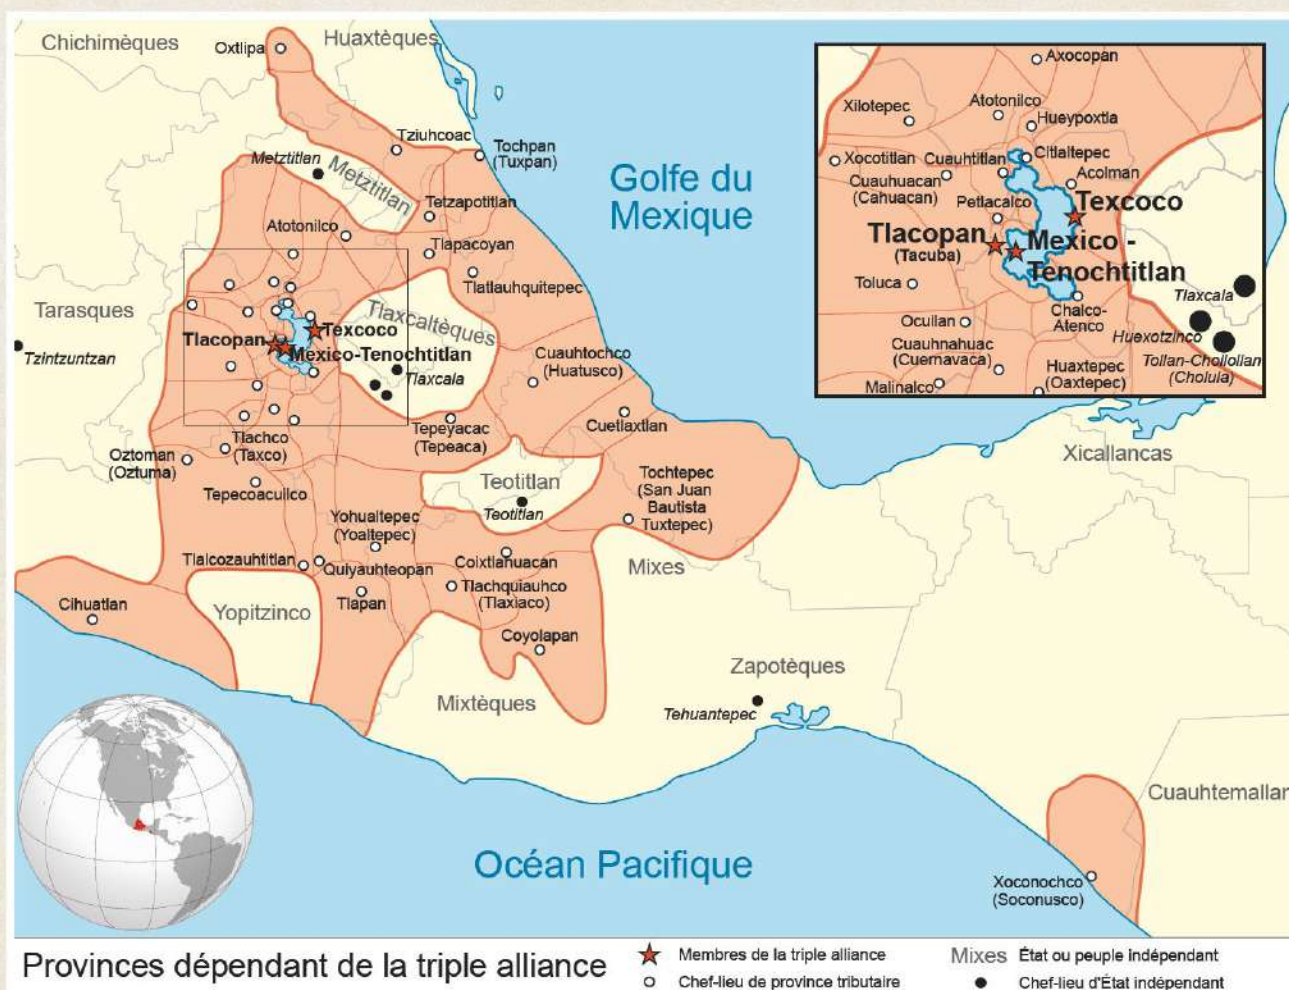 Chichimèques
Huaxtèques
Oxtlipa
Tziuhcoac
Tochpan
(Tuxpan)
Metztitlan
Metztitlan
Tetzapotitlan
Atotonilco
Tlapacoyan
Tlatlauhquitepec
Golfe du
Mexique
Tarasques
Tzintzuntzan
Tlaxcaltèques
Tlacopan
Texcoco
Mexico-Tenochtitlan
Tlaxcala
Cuauhtochco
(Huatusco)
Cuetlaxtlan
Tepeyacac
(Tepeaca)
Tlachco
(Taxco)
Oztoman
(Oztuma)
Tepecoacuilco
Teotitlan
Teotitlan
Tochtepec
(San Juan
Bautista
Tuxtepec)
Yohualtepec
(Yoaltepec)
Tlalcozauhtitlan
Quiyauhteopan
Coixtlahuacan
Tlachquiauhco
(Tlaxiaco)
Tlapan
Mixes
Cihuatlan
Yopitzinco
Coyolapan
Mixtèques
Zapotèques
Tehuantepec
Xicallancas
Cuauhtemallan
Xoconochco
(Soconusco)
Océan Pacifique
Axocopan
Xilotepec
Atotonilco
Hueypoxtla
Xocotitlan
Cuauhtitlan
Citlaltepec
Cuauhuacan
(Cahuacan)
Acolman
Petlacalco
Texcoco
Tlacopan
(Tacuba)
Mexico -
Tenochtitlan
Toluca
Chalco-
Atenco
Tlaxcala
Ocuilan
Huexotzinco
Cuauhnahuac
(Cuernavaca)
Tollan-Chollollan
(Cholula)
Malinalco
Huaxtepec
(Oaxtepec)
Provinces dépendant de la triple alliance
Membres de la triple alliance
Chef-lieu de province tributaire
Mixes État ou peuple indépendant
Chef-lieu d'État indépendant